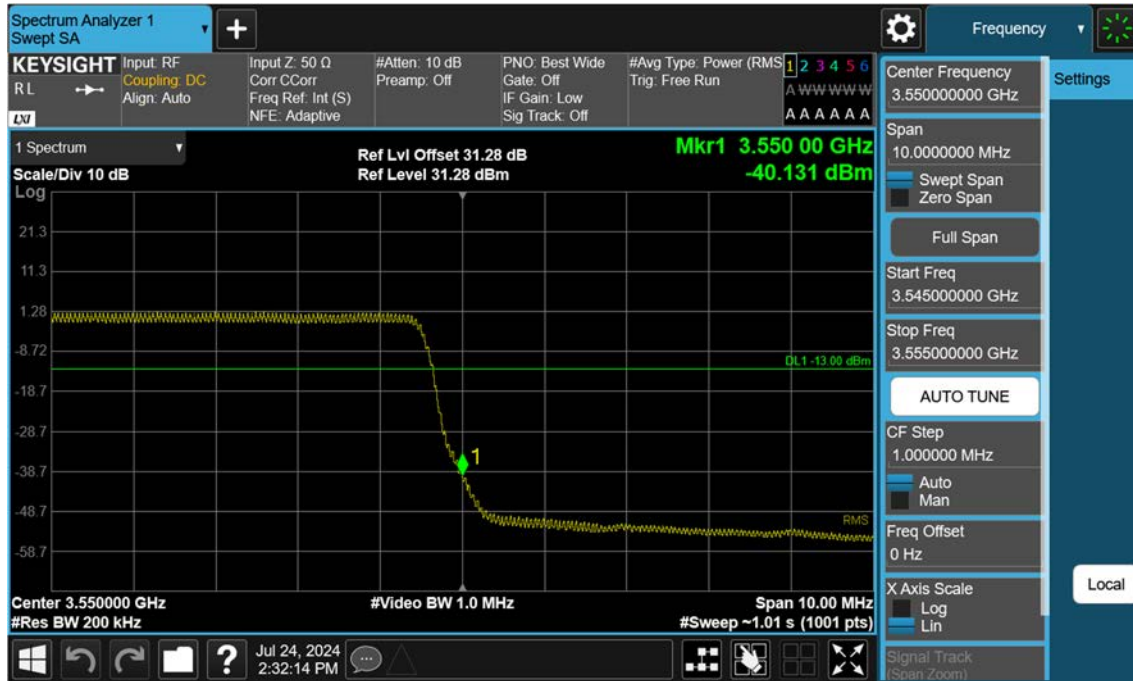 Spectrum Analyzer 1
Swept SA
Frequency
KEYSIGHT
RL
LXI
Input: RF
Coupling: DC
Align: Auto
Input Z: 50 Ω
Corr CCorr
Freq Ref: Int (S)
NFE: Adaptive
#Atten: 10 dB
Preamp: Off
PNO: Best Wide
Gate: Off
IF Gain: Low
Sig Track: Off
#Avg Type: Power (RMS
Trig: Free Run
1 2 3 4 5 6
A W W W W W
A A A A A A
1 Spectrum
Scale/Div 10 dB
Ref Lvl Offset 31.28 dB
Ref Level 31.28 dBm
Mkr1 3.550 00 GHz
-40.131 dBm
Log
21.3
11.3
1.28
-8.72
-18.7
-28.7
-38.7
-48.7
-58.7
DL1 -13.00 dBm
1
RMS
Center 3.550000 GHz
#Video BW 1.0 MHz
Span 10.00 MHz
#Res BW 200 kHz
#Sweep ~1.01 s (1001 pts)
Jul 24, 2024
2:32:14 PM
Center Frequency
3.550000000 GHz
Span
10.0000000 MHz
Swept Span
Zero Span
Full Span
Start Freq
3.545000000 GHz
Stop Freq
3.555000000 GHz
AUTO TUNE
CF Step
1.000000 MHz
Auto
Man
Freq Offset
0 Hz
X Axis Scale
Log
Lin
Signal Track
(Span Zoom)
Settings
Local